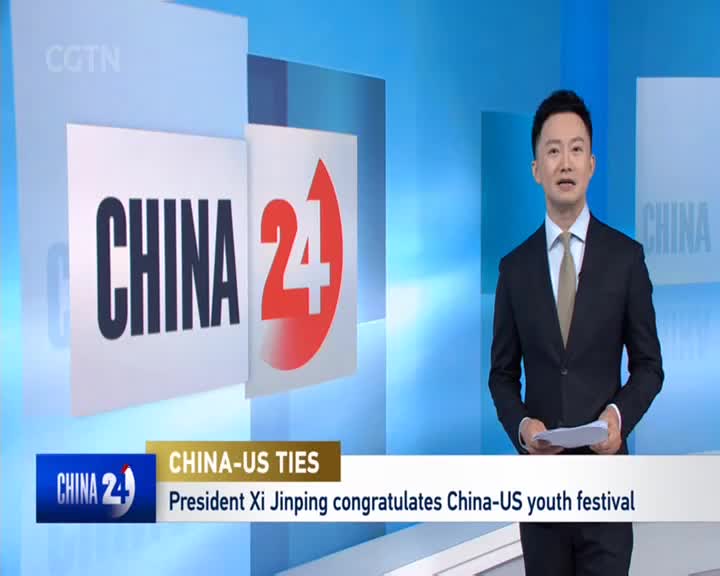 CGTN
CHINA 24
CHINA
CHINA-US TIES
CHINA 24
President Xi Jinping congratulates China-US youth festival